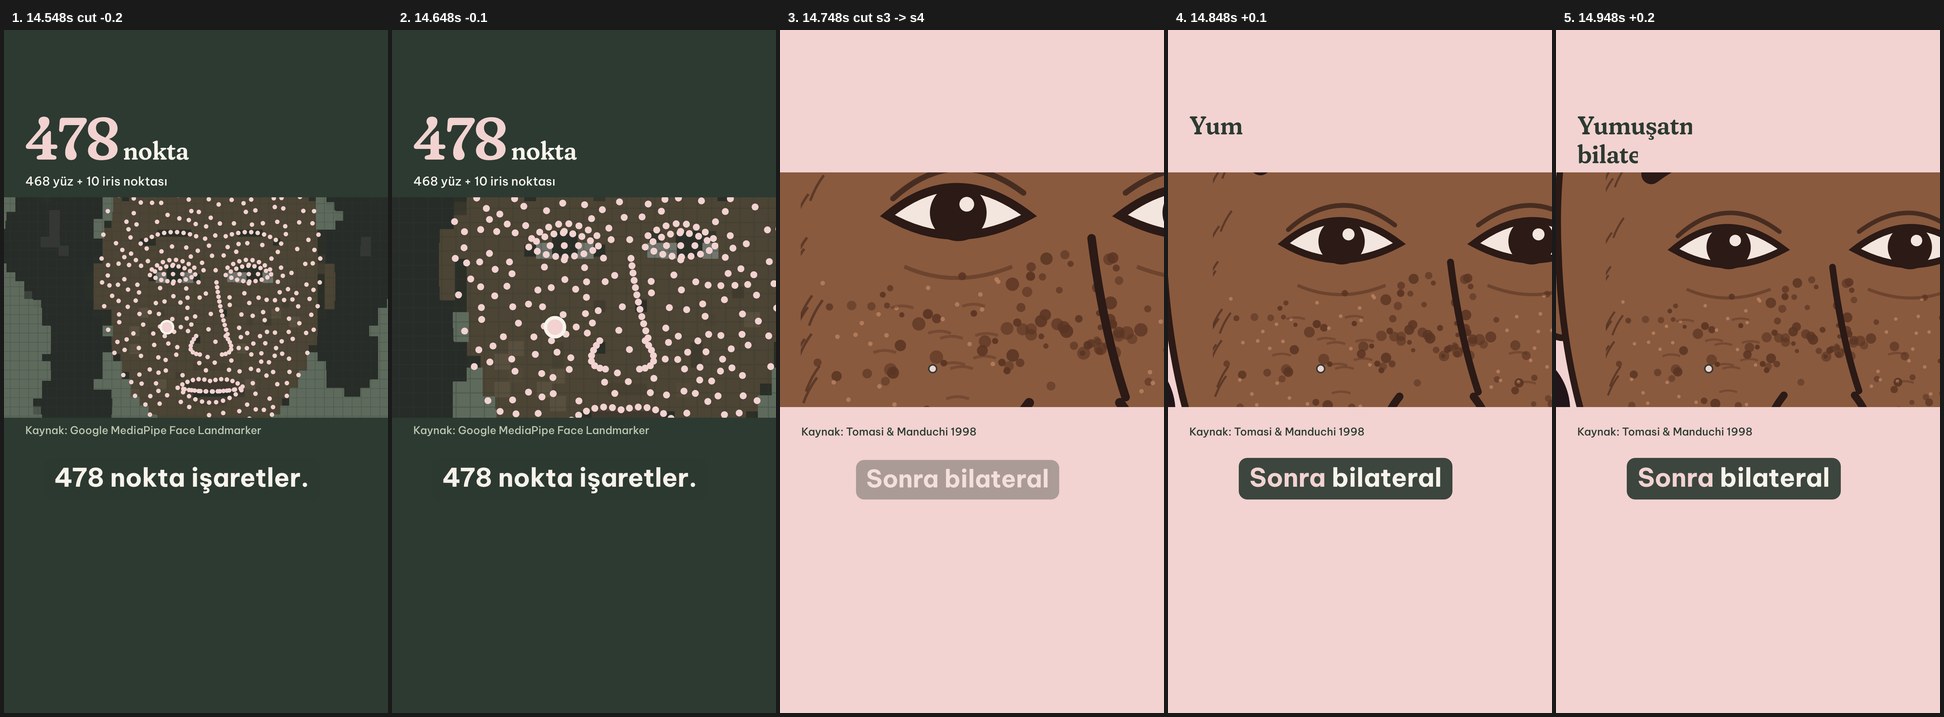 1. 14.548s cut -0.2
478 nokta
468 yüz + 10 iris noktası
Kaynak: Google MediaPipe Face Landmarker
478 nokta işaretler.
2. 14.648s -0.1
478 nokta
468 yüz + 10 iris noktası
Kaynak: Google MediaPipe Face Landmarker
478 nokta işaretler.
3. 14.748s cut s3 -> s4
Kaynak: Tomasi & Manduchi 1998
Sonra bilateral
4. 14.848s +0.1
Yum
Kaynak: Tomasi & Manduchi 1998
Sonra bilateral
5. 14.948s +0.2
Yumuşatn
bilate
Kaynak: Tomasi & Manduchi 1998
Sonra bilateral